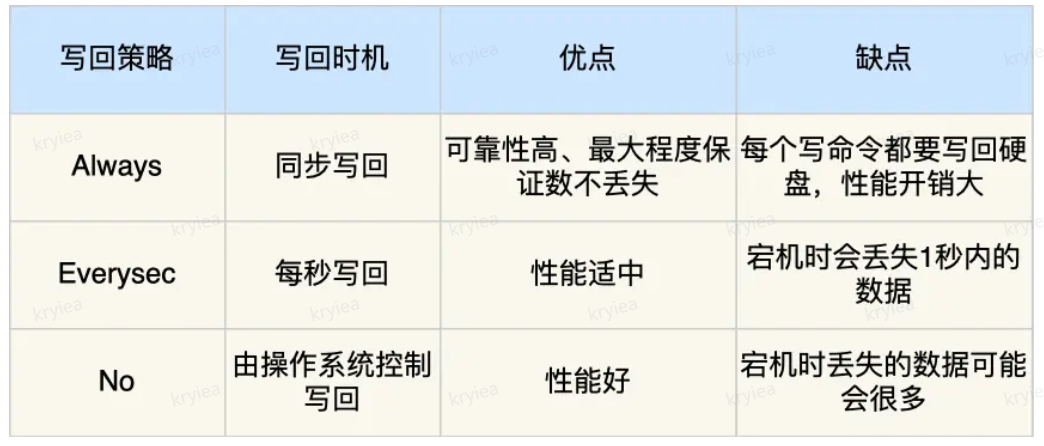 写回策略 写回时机 优点 缺点
Always 同步写回 可靠性高、最大程度保
证数不丢失 每个写命令都要写回硬
盘，性能开销大
Everysec 每秒写回 性能适中 宕机时会丢失1秒内的
数据
No 由操作系统控制
写回 性能好 宕机时丢失的数据可能
会很多
kryiea
kryiea
kryiea
kryiea
kryiea
kryiea
kryiea
kryiea
kryiea
kryiea
kryiea
kryiea
kryiea
kryiea